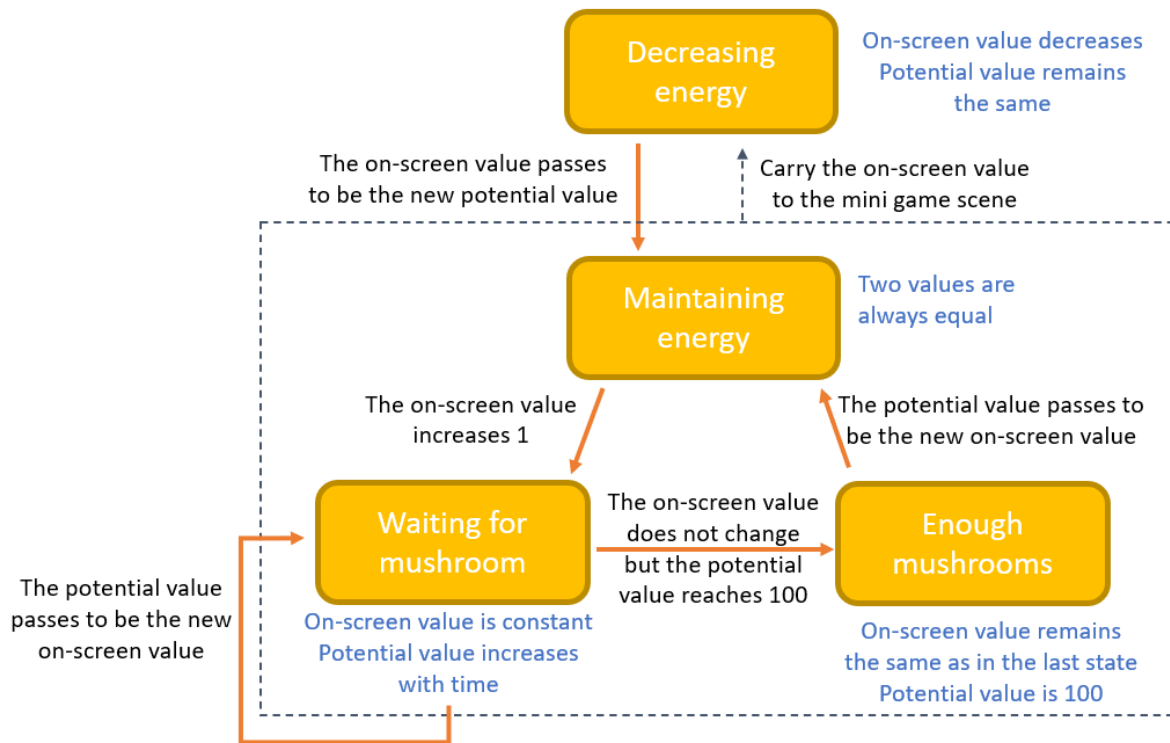 Decreasing
energy
On-screen value decreases
Potential value remains
the same
The on-screen value passes
to be the new potential value
Carry the on-screen value
to the mini game scene
Maintaining
energy
Two values are
always equal
The on-screen value
increases 1
The potential value passes to
be the new on-screen value
Waiting for
mushroom
The on-screen value
does not change
but the potential
value reaches 100
Enough
mushrooms
The potential value
passes to be the new
on-screen value
On-screen value is constant
Potential value increases
with time
On-screen value remains
the same as in the last state
Potential value is 100